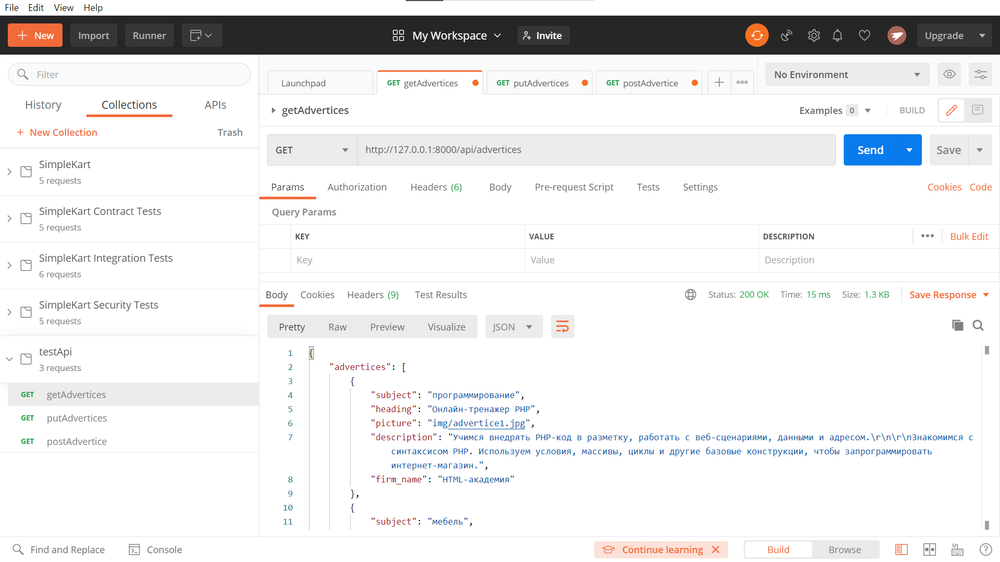 File Edit View Help
New Import Runner My Workspace Invite Upgrade
Filter
History Collections APIs
New Collection Trash
SimpleKart
5 requests
SimpleKart Contract Tests
5 requests
SimpleKart Integration Tests
6 requests
SimpleKart Security Tests
5 requests
testApi
3 requests
GET getAdvertices
GET putAdvertices
GET postAdvertice
Launchpad GET getAdvertices GET putAdvertices GET postAdvertice No Environment
getAdvertices Examples 0 BUILD
GET http://127.0.0.1:8000/api/advertices Send Save
Params Authorization Headers (6) Body Pre-request Script Tests Settings Cookies Code
Query Params
KEY VALUE DESCRIPTION Bulk Edit
Key Value Description
Body Cookies Headers (9) Test Results Status: 200 OK Time: 15 ms Size: 1.3 KB Save Response
Pretty Raw Preview Visualize JSON
1 {
2 "advertices": [
3 {
4 "subject": "программирование",
5 "heading": "Онлайн-тренажер PHP",
6 "picture": "img/advertice1.jpg",
7 "description": "Учимся внедрять PHP-код в разметку, работать с веб-сценариями, данными и адресом.\r\n\r\nЗнакомимся с
синтаксисом PHP. Используем условия, массивы, циклы и другие базовые конструкции, чтобы запрограммировать
интернет-магазин.",
8 "firm_name": "HTML-академия"
9 },
10 {
11 "subject": "мебель",
Find and Replace Console Continue learning Build Browse